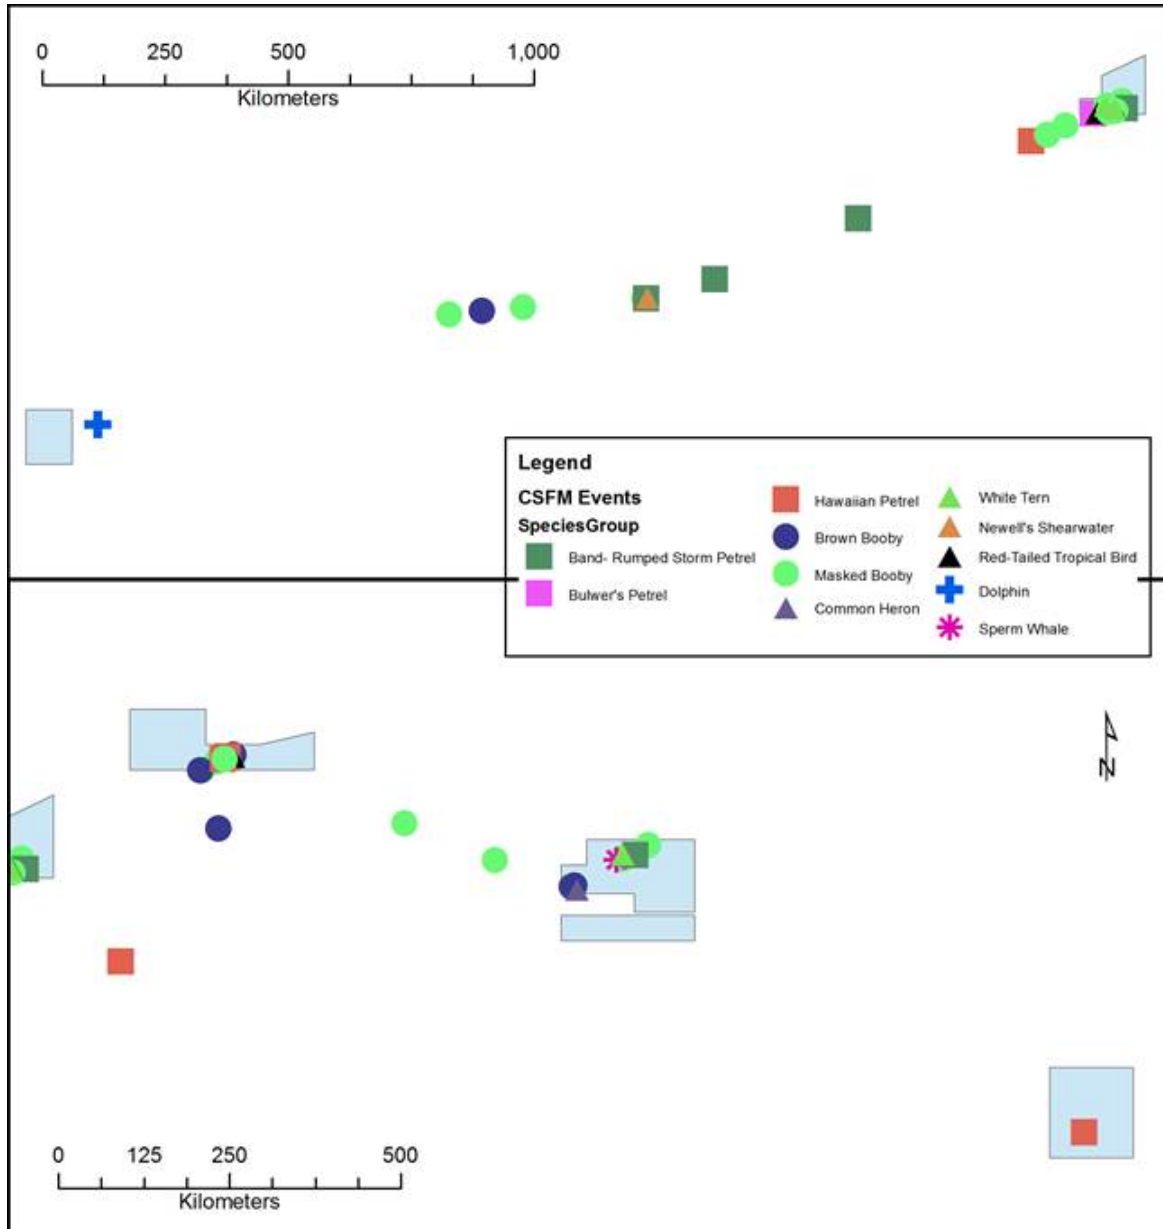 0 250 500 1,000
Kilometers
Legend
CSFM Events
SpeciesGroup
Band- Rumped Storm Petrel
Bulwer's Petrel
Hawaiian Petrel
Brown Booby
Masked Booby
Common Heron
White Tern
Newell's Shearwater
Red-Tailed Tropical Bird
Dolphin
Sperm Whale
N
0 125 250 500
Kilometers